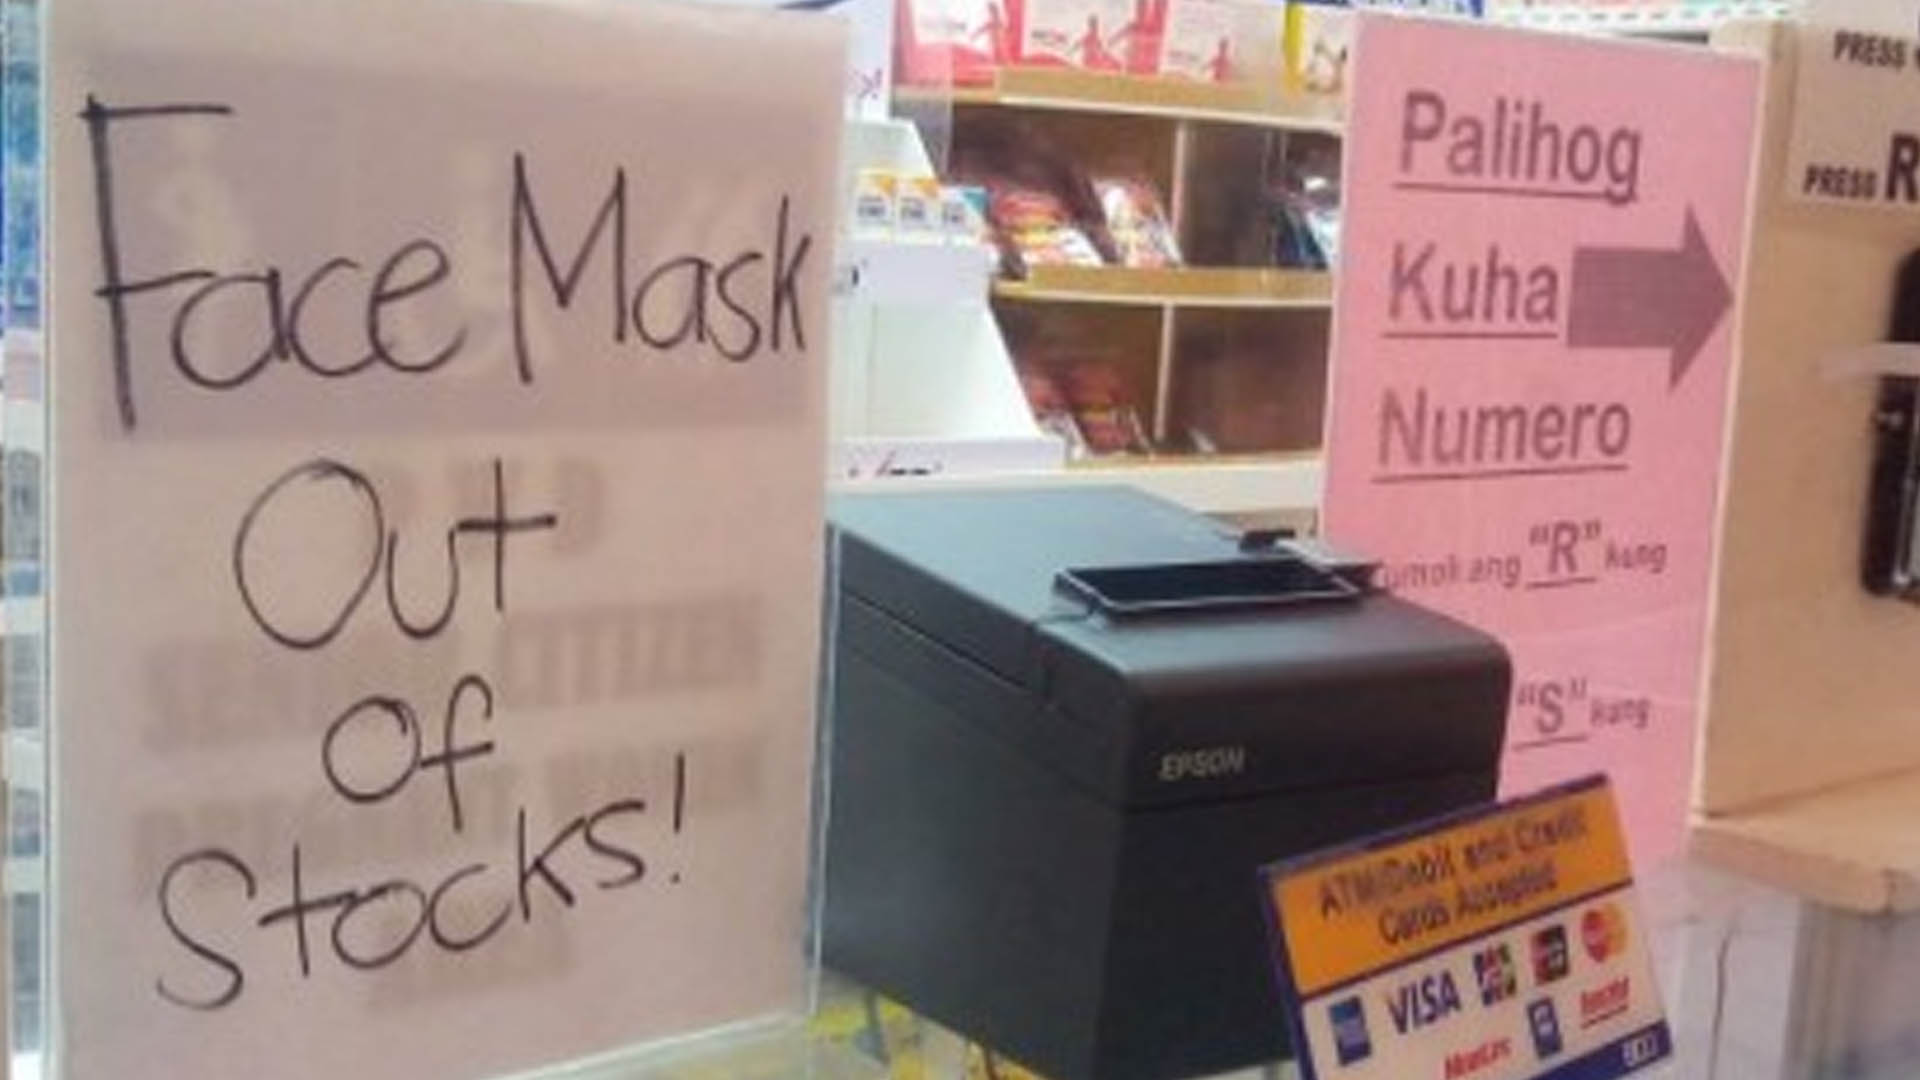 Face Mask
Out
Of
Stocks!
CITIZEN
Palihog
Kuha
Numero
ang "R" kung
"S" kung
PRESS
PRESS R
EPSON
ATM/Debit and Credit
Cards Accepted
VISA